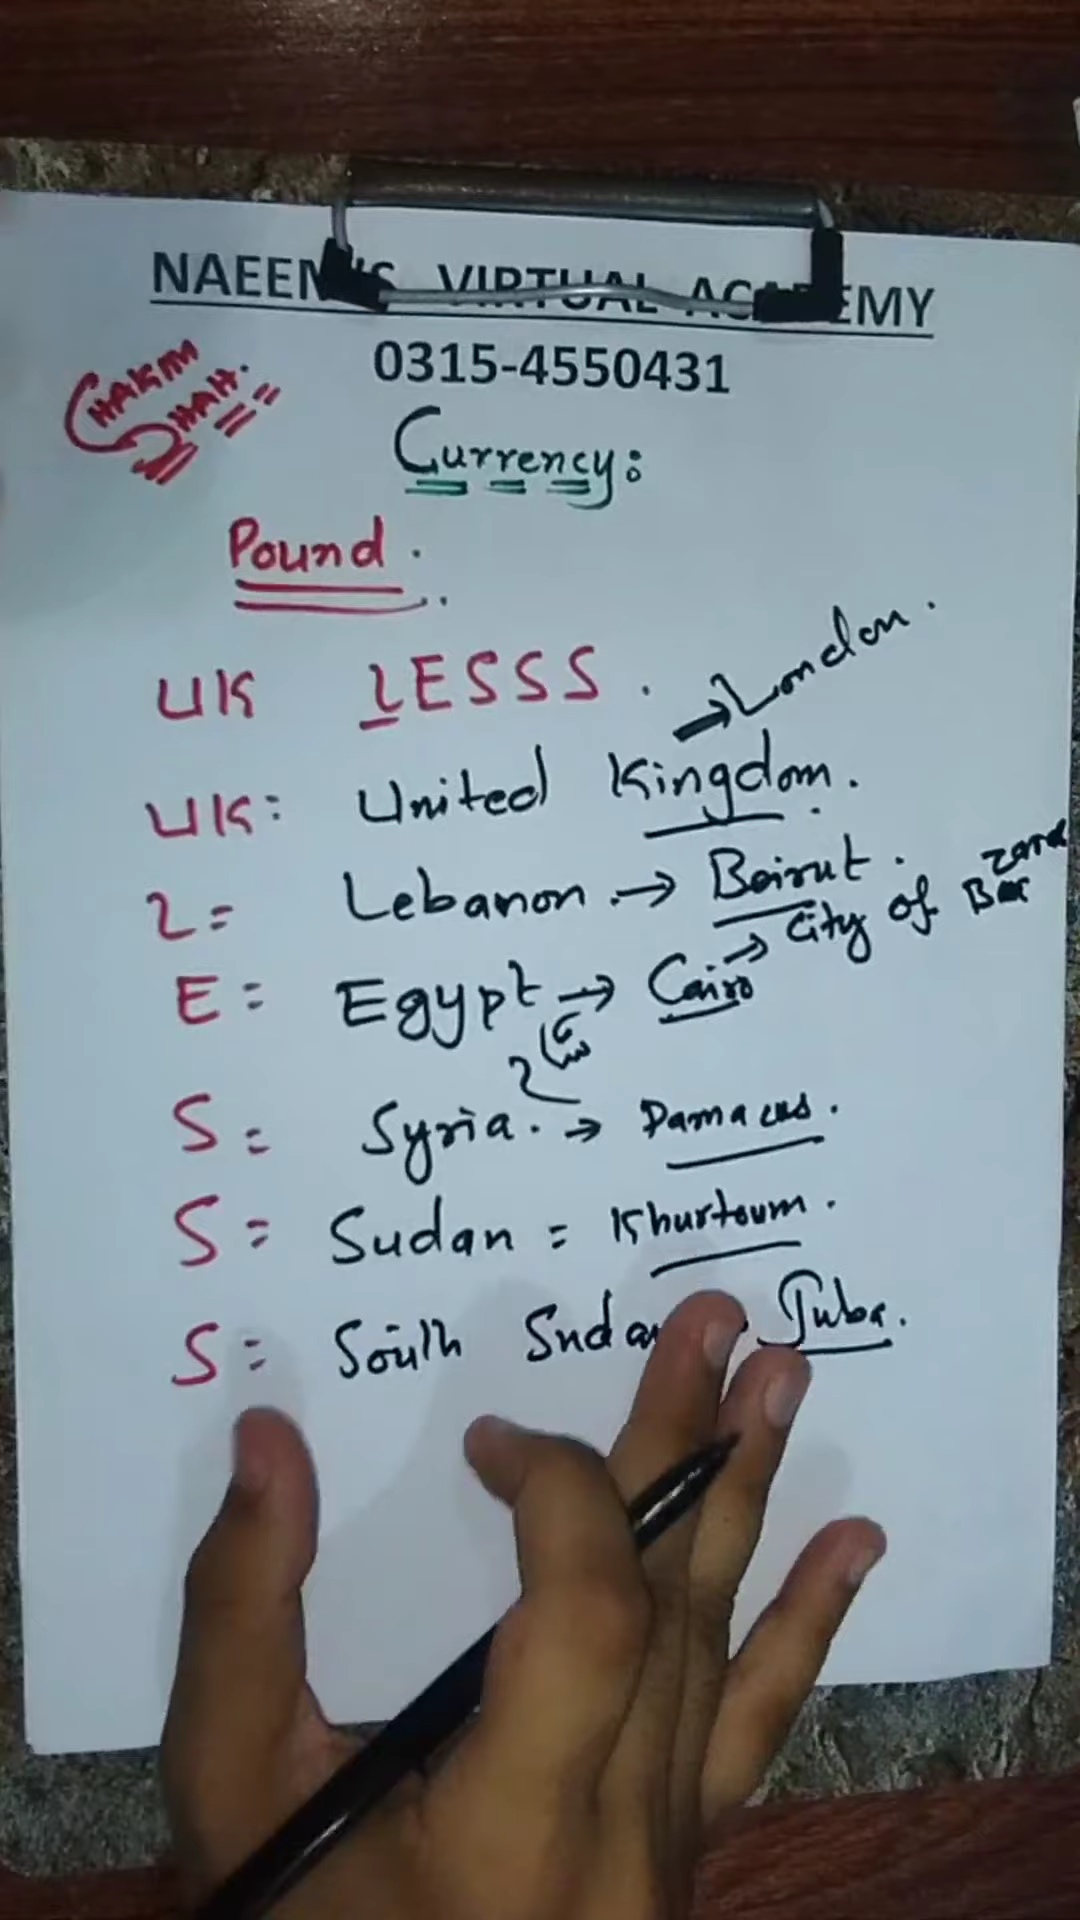 NAEEM'S VIRTUAL ACADEMY
0315-4550431
Currency:
Pound.
UK LESSS.
UK: United Kingdom. → London.
L= Lebanon. → Beirut.
E: Egypt → Cairo → City of Bazar
S= Syria. → Damacus.
S= Sudan = Khurtoum.
S= South Sudan Juba.